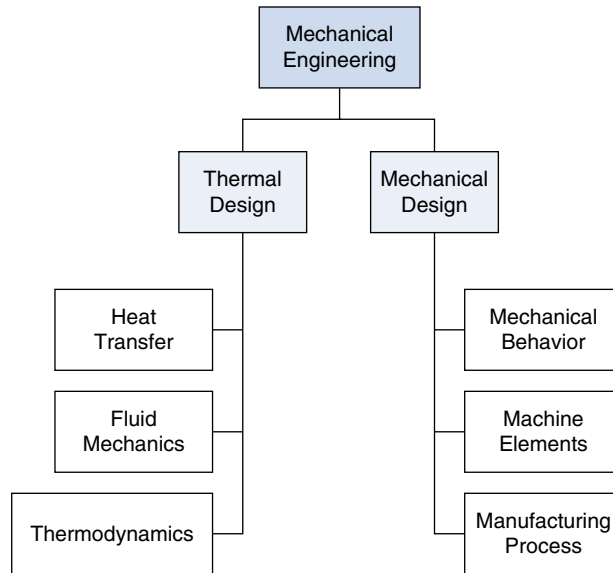 Mechanical
Engineering
Thermal
Design
Mechanical
Design
Heat
Transfer
Fluid
Mechanics
Thermodynamics
Mechanical
Behavior
Machine
Elements
Manufacturing
Process